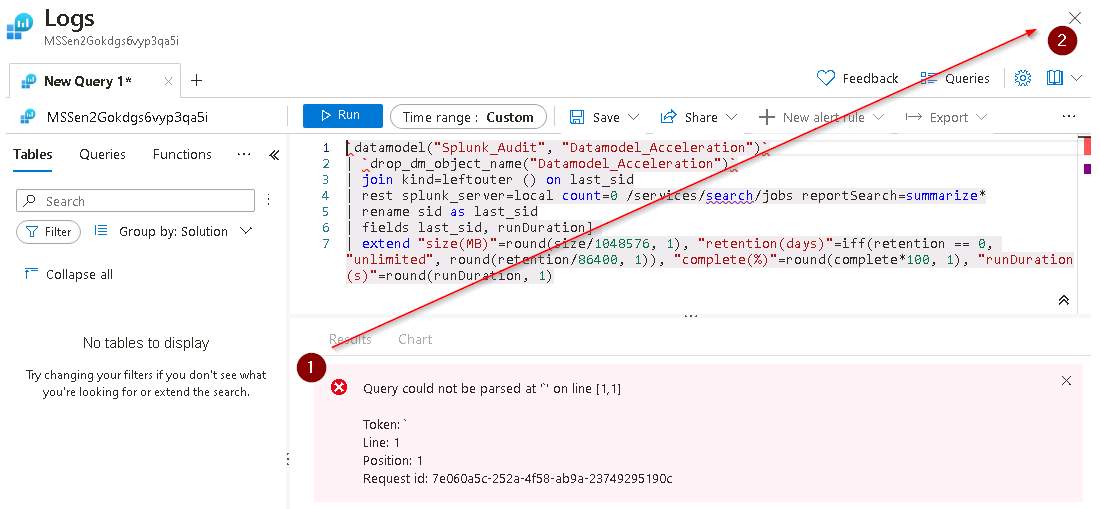 Logs
MSSen2Gokdgs6vyp3qa5i
2
New Query 1*
Feedback
Queries
MSSen2Gokdgs6vyp3qa5i
Run
Time range : Custom
Save
Share
New alert rule
Export
Tables
Queries
Functions
Search
Filter
Group by: Solution
Collapse all
No tables to display
Try changing your filters if you don't see what
you're looking for or extend the search.
1 `datamodel("Splunk_Audit", "Datamodel_Acceleration")`
2 | `drop_dm_object_name("Datamodel_Acceleration")`
3 | join kind=leftouter () on last_sid
4 | rest splunk_server=local count=0 /services/search/jobs reportSearch=summarize*
5 | rename sid as last_sid
6 | fields last_sid, runDuration]
7 | extend "size(MB)"=round(size/1048576, 1), "retention(days)"=iff(retention == 0,
"unlimited", round(retention/86400, 1)), "complete(%)"=round(complete*100, 1), "runDuration
(s)"=round(runDuration, 1)
Results
Chart
1
Query could not be parsed at '`' on line [1,1]
Token: `
Line: 1
Position: 1
Request id: 7e060a5c-252a-4f58-ab9a-23749295190c